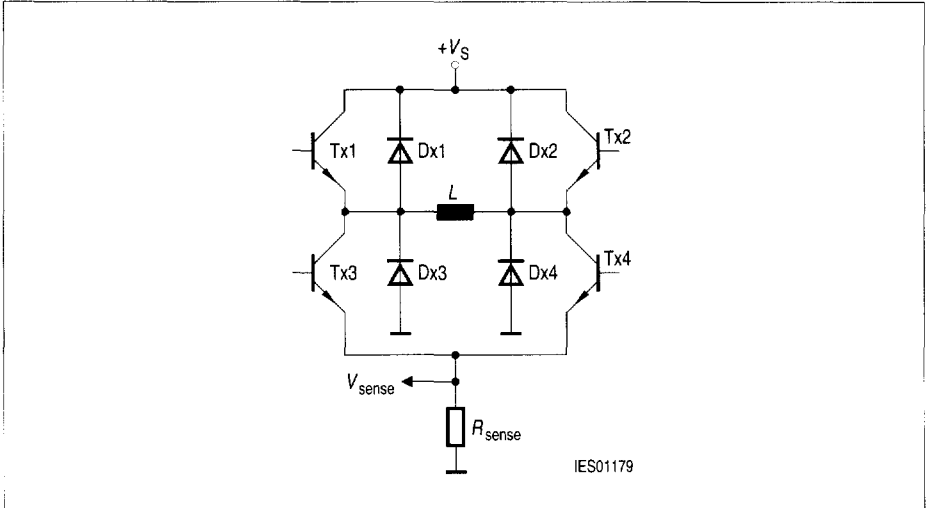 +VS
Tx1
Dx1
Dx2
Tx2
L
Tx3
Dx3
Dx4
Tx4
Vsense
Rsense
IES01179